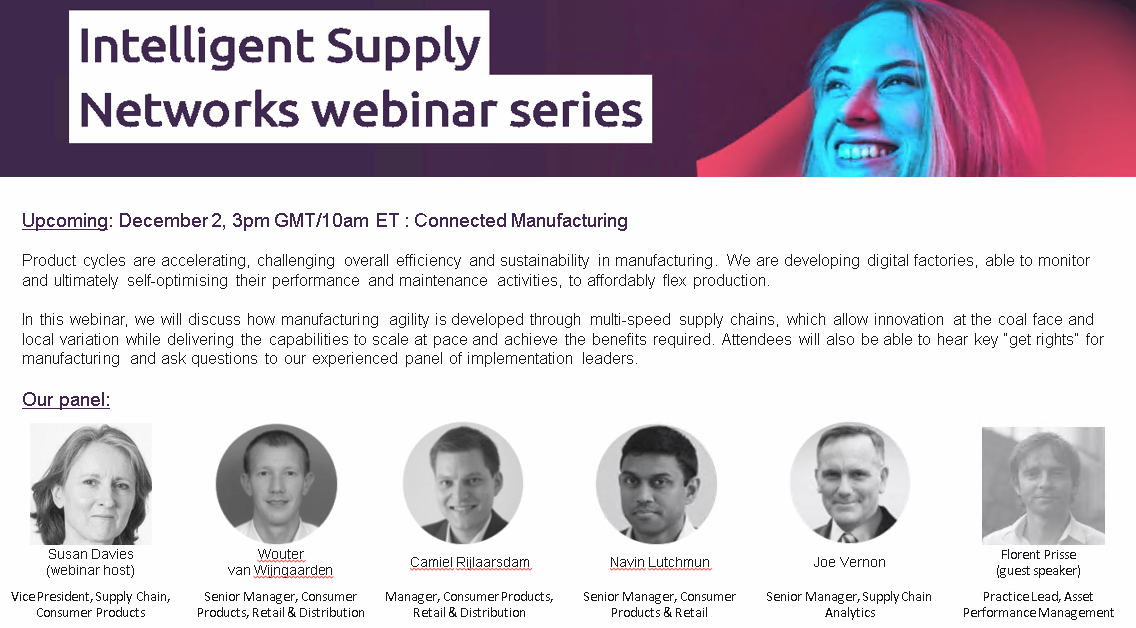 Intelligent Supply
Networks webinar series
Upcoming: December 2, 3pm GMT/10am ET : Connected Manufacturing
Product cycles are accelerating, challenging overall efficiency and sustainability in manufacturing. We are developing digital factories, able to monitor
and ultimately self-optimising their performance and maintenance activities, to affordably flex production.
In this webinar, we will discuss how manufacturing agility is developed through multi-speed supply chains, which allow innovation at the coal face and
local variation while delivering the capabilities to scale at pace and achieve the benefits required. Attendees will also be able to hear key “get rights” for
manufacturing and ask questions to our experienced panel of implementation leaders.
Our panel:
Susan Davies
(webinar host)
Vice President, Supply Chain,
Consumer Products
Wouter
van Wijngaarden
Senior Manager, Consumer
Products, Retail & Distribution
Camiel Rijlaarsdam
Manager, Consumer Products,
Retail & Distribution
Navin Lutchmun
Senior Manager, Consumer
Products & Retail
Joe Vernon
Senior Manager, Supply Chain
Analytics
Florent Prisse
(guest speaker)
Practice Lead, Asset
Performance Management